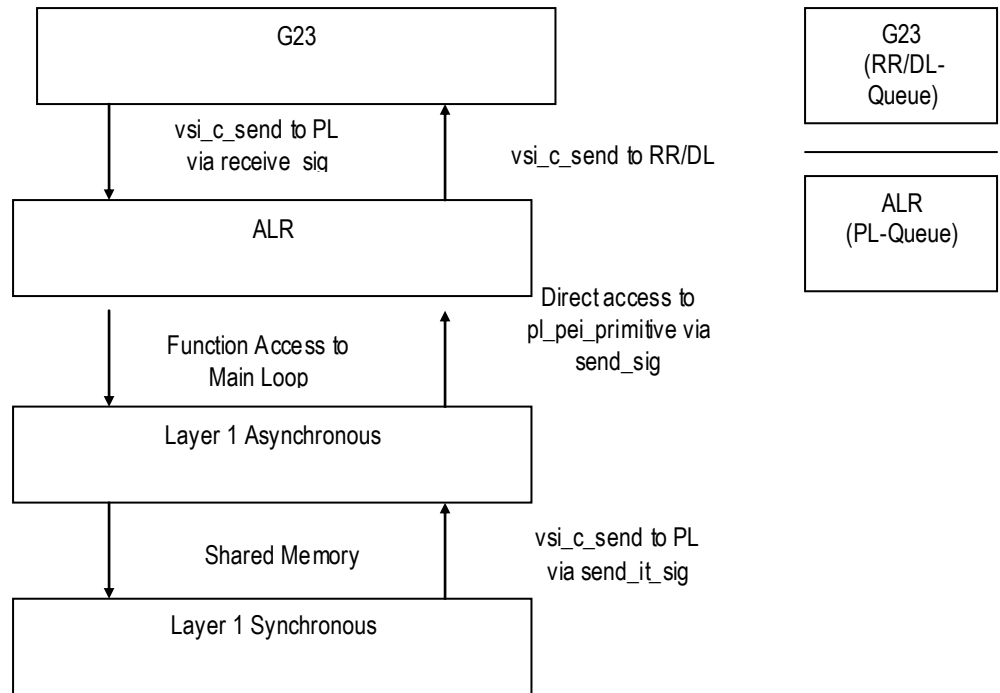 G23
G23
(RR/DL-
Queue)
vsi_c_send to PL
via receive_sig
vsi_c_send to RR/DL
ALR
ALR
(PL-Queue)
Direct access to
pl_pei_primitive via
send_sig
Function Access to
Main Loop
Layer 1 Asynchronous
vsi_c_send to PL
via send_it_sig
Shared Memory
Layer 1 Synchronous